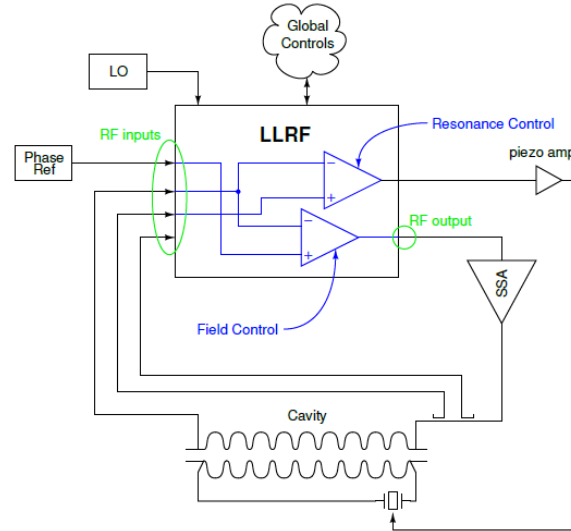 Global
Controls
LO
LLRF
RF inputs
Resonance Control
Phase
Ref
piezo amp
−
+
−
+
RF output
SSA
Field Control
Cavity